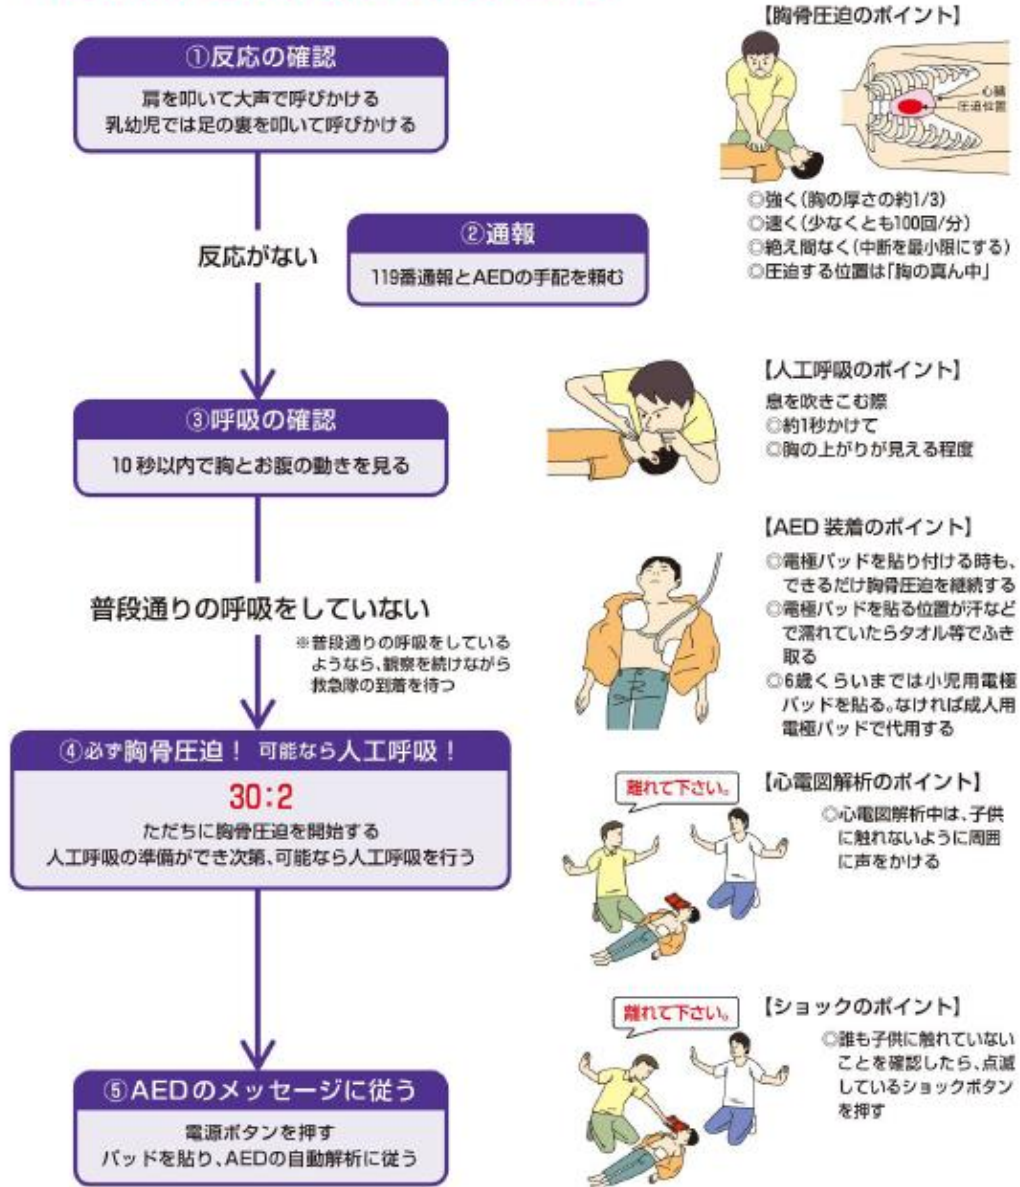 ①反応の確認
肩を叩いて大声で呼びかける
乳幼児では足の裏を叩いて呼びかける
反応がない
②通報
119番通報とAEDの手配を頼む
③呼吸の確認
10秒以内で胸とお腹の動きを見る
普段通りの呼吸をしていない
※普段通りの呼吸をしている
ようなら、観察を続けながら
救急隊の到着を待つ
④必ず胸骨圧迫! 可能なら人工呼吸!
30:2
ただちに胸骨圧迫を開始する
人工呼吸の準備ができ次第、可能なら人工呼吸を行う
⑤AEDのメッセージに従う
電源ボタンを押す
パッドを貼り、AEDの自動解析に従う
【胸骨圧迫のポイント】
心臓
圧迫位置
◎強く(胸の厚さの約1/3)
◎速く(少なくとも100回/分)
◎絶え間なく(中断を最小限にする)
◎圧迫する位置は「胸の真ん中」
【人工呼吸のポイント】
息を吹きこむ際
◎約1秒かけて
◎胸の上がりが見える程度
【AED 装着のポイント】
◎電極パッドを貼り付ける時も、
できるだけ胸骨圧迫を継続する
◎電極パッドを貼る位置が汗など
で濡れていたらタオル等でふき
取る
◎6歳くらいまでは小児用電極
パッドを貼る。なければ成人用
電極パッドで代用する
【心電図解析のポイント】
離れて下さい。
◎心電図解析中は、子供
に触れないように周囲
に声をかける
【ショックのポイント】
離れて下さい。
◎誰も子供に触れていない
ことを確認したら、点滅
しているショックボタン
を押す